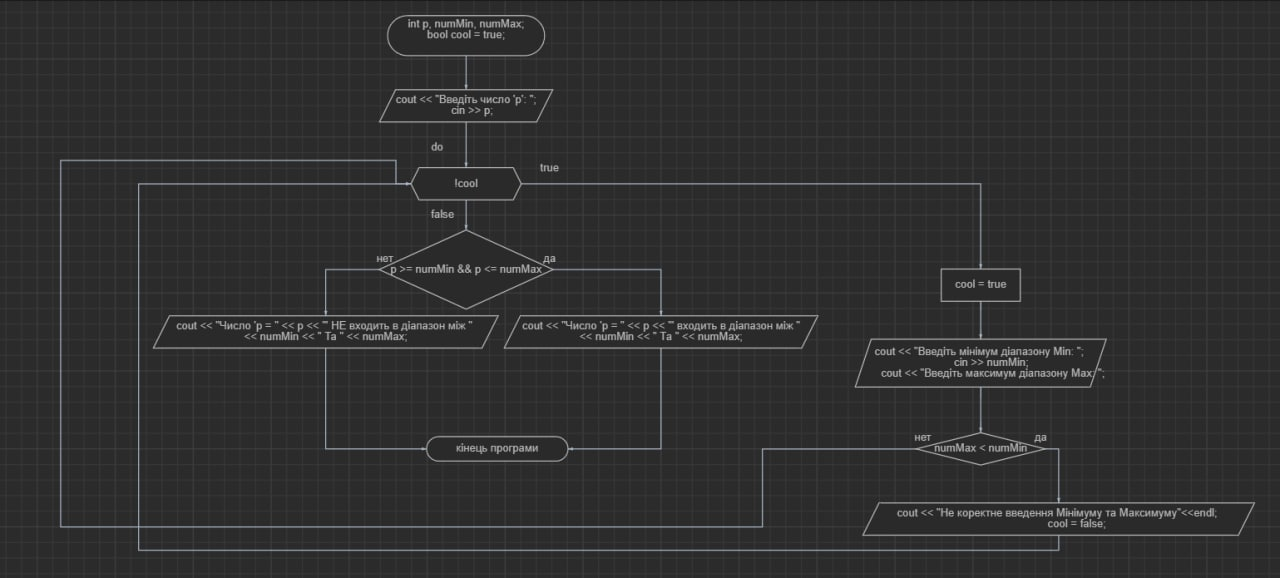 int p, numMin, numMax;
bool cool = true;
cout << "Введіть число 'p': ";
cin >> p;
do
!cool
true
false
нет
p >= numMin && p <= numMax
да
cout << "Число 'p = " << p << "' НЕ входить в діапазон між "
<< numMin << " Та " << numMax;
cout << "Число 'p = " << p << "' входить в діапазон між "
<< numMin << " Та " << numMax;
кінець програми
cool = true
cout << "Введіть мінімум діапазону Min: ";
cin >> numMin;
cout << "Введіть максимум діапазону Max: ";
нет
numMax < numMin
да
cout << "Не коректне введення Мінімуму та Максимуму"<<endl;
cool = false;